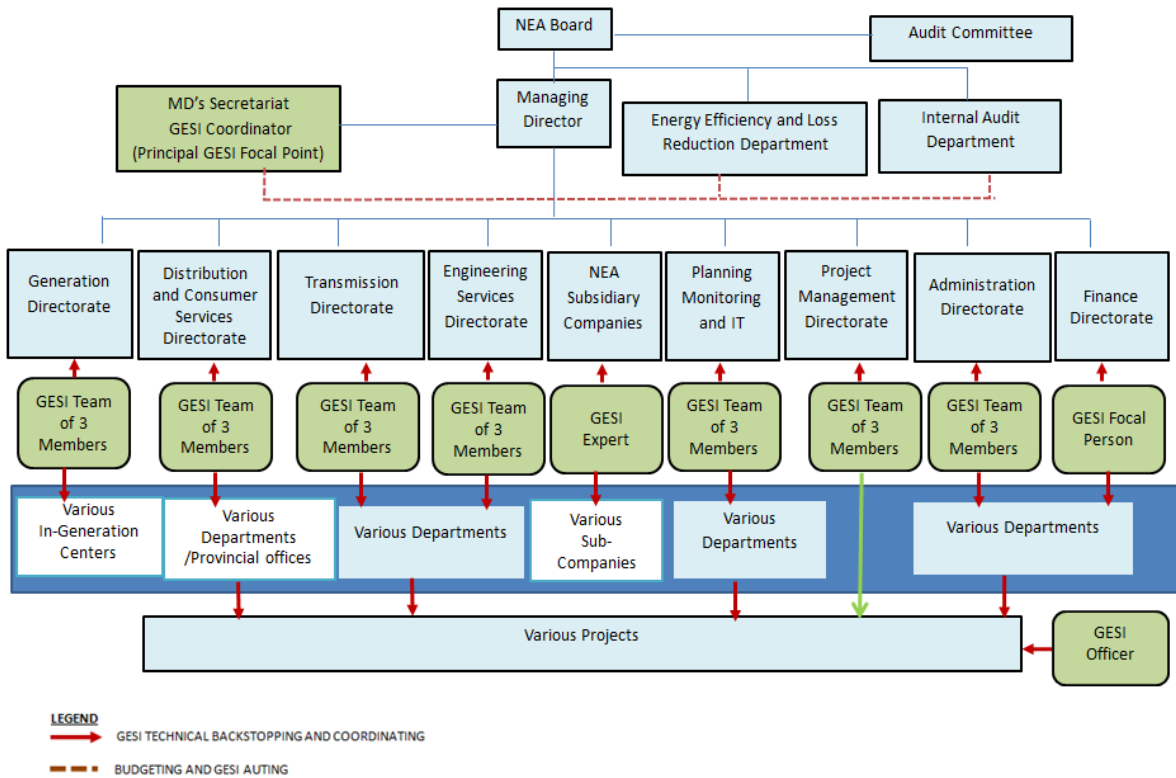 NEA Board
Audit Committee
MD's Secretariat
GESI Coordinator
(Principal GESI Focal Point)
Managing
Director
Energy Efficiency and Loss
Reduction Department
Internal Audit
Department
Generation
Directorate
Distribution
and Consumer
Services
Directorate
Transmission
Directorate
Engineering
Services
Directorate
NEA
Subsidiary
Companies
Planning
Monitoring
and IT
Project
Management
Directorate
Administration
Directorate
Finance
Directorate
GESI Team
of 3
Members
GESI Team
of 3
Members
GESI Team
of 3
Members
GESI Team
of 3
Members
GESI
Expert
GESI Team
of 3
Members
GESI Team
of 3
Members
GESI Team
of 3
Members
GESI Focal
Person
Various
In-Generation
Centers
Various
Departments
/Provincial offices
Various Departments
Various
Sub-
Companies
Various
Departments
Various Departments
Various Projects
GESI
Officer
LEGEND
GESI TECHNICAL BACKSTOPPING AND COORDINATING
BUDGETING AND GESI AUTING